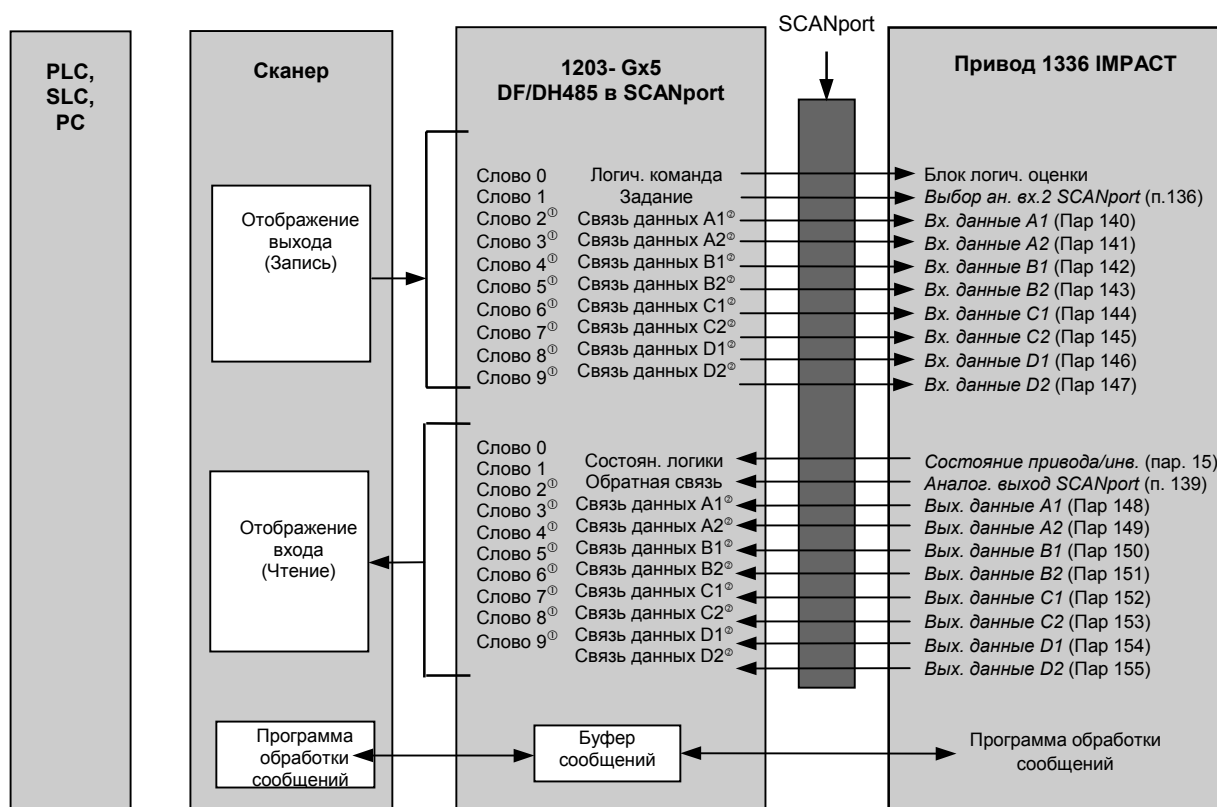 SCANport
PLC,
SLC,
PC
Сканер
1203- Gx5
DF/DH485 в SCANport
Привод 1336 IMPACT
Отображение
выхода
(Запись)
Слово 0
Слово 1
Слово 2①
Слово 3①
Слово 4①
Слово 5①
Слово 6①
Слово 7①
Слово 8①
Слово 9①
Логич. команда
Задание
Связь данных A1②
Связь данных A2②
Связь данных B1②
Связь данных B2②
Связь данных C1②
Связь данных C2②
Связь данных D1②
Связь данных D2②
Блок логич. оценки
Выбор ан. вх.2 SCANport (п.136)
Вх. данные A1 (Пар 140)
Вх. данные A2 (Пар 141)
Вх. данные B1 (Пар 142)
Вх. данные B2 (Пар 143)
Вх. данные C1 (Пар 144)
Вх. данные C2 (Пар 145)
Вх. данные D1 (Пар 146)
Вх. данные D2 (Пар 147)
Отображение
входа
(Чтение)
Слово 0
Слово 1
Слово 2①
Слово 3①
Слово 4①
Слово 5①
Слово 6①
Слово 7①
Слово 8①
Слово 9①
Состоян. логики
Обратная связь
Связь данных A1②
Связь данных A2②
Связь данных B1②
Связь данных B2②
Связь данных C1②
Связь данных C2②
Связь данных D1②
Связь данных D2②
Состояние привода/инв. (пар. 15)
Аналог. выход SCANport (п. 139)
Вых. данные A1 (Пар 148)
Вых. данные A2 (Пар 149)
Вых. данные B1 (Пар 150)
Вых. данные B2 (Пар 151)
Вых. данные C1 (Пар 152)
Вых. данные C2 (Пар 153)
Вых. данные D1 (Пар 154)
Вых. данные D2 (Пар 155)
Программа
обработки
сообщений
Буфер
сообщений
Программа обработки
сообщений